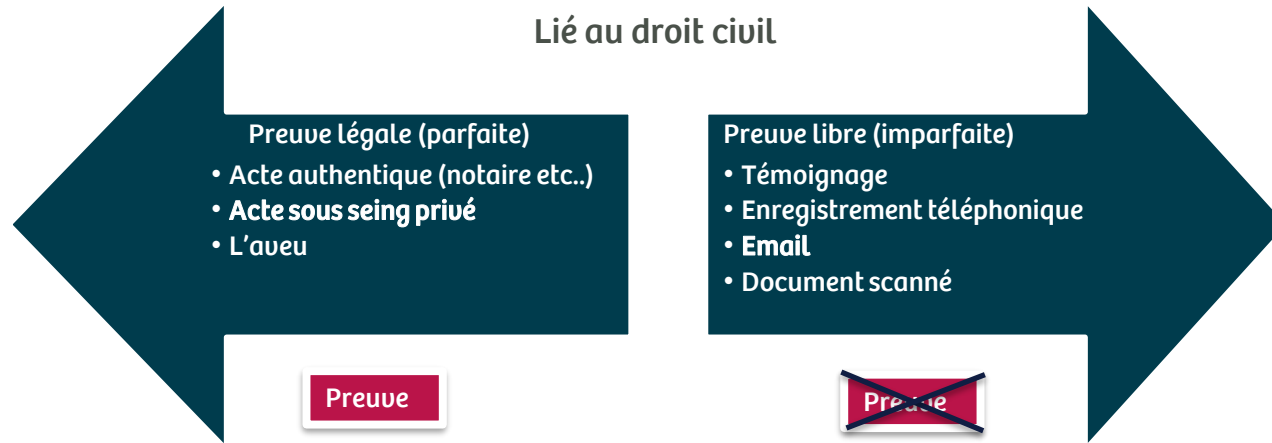 Lié au droit civil
Preuve légale (parfaite)
• Acte authentique (notaire etc..)
• Acte sous seing privé
• L'aveu
Preuve
Preuve libre (imparfaite)
• Témoignage
• Enregistrement téléphonique
• Email
• Document scanné
Preuve